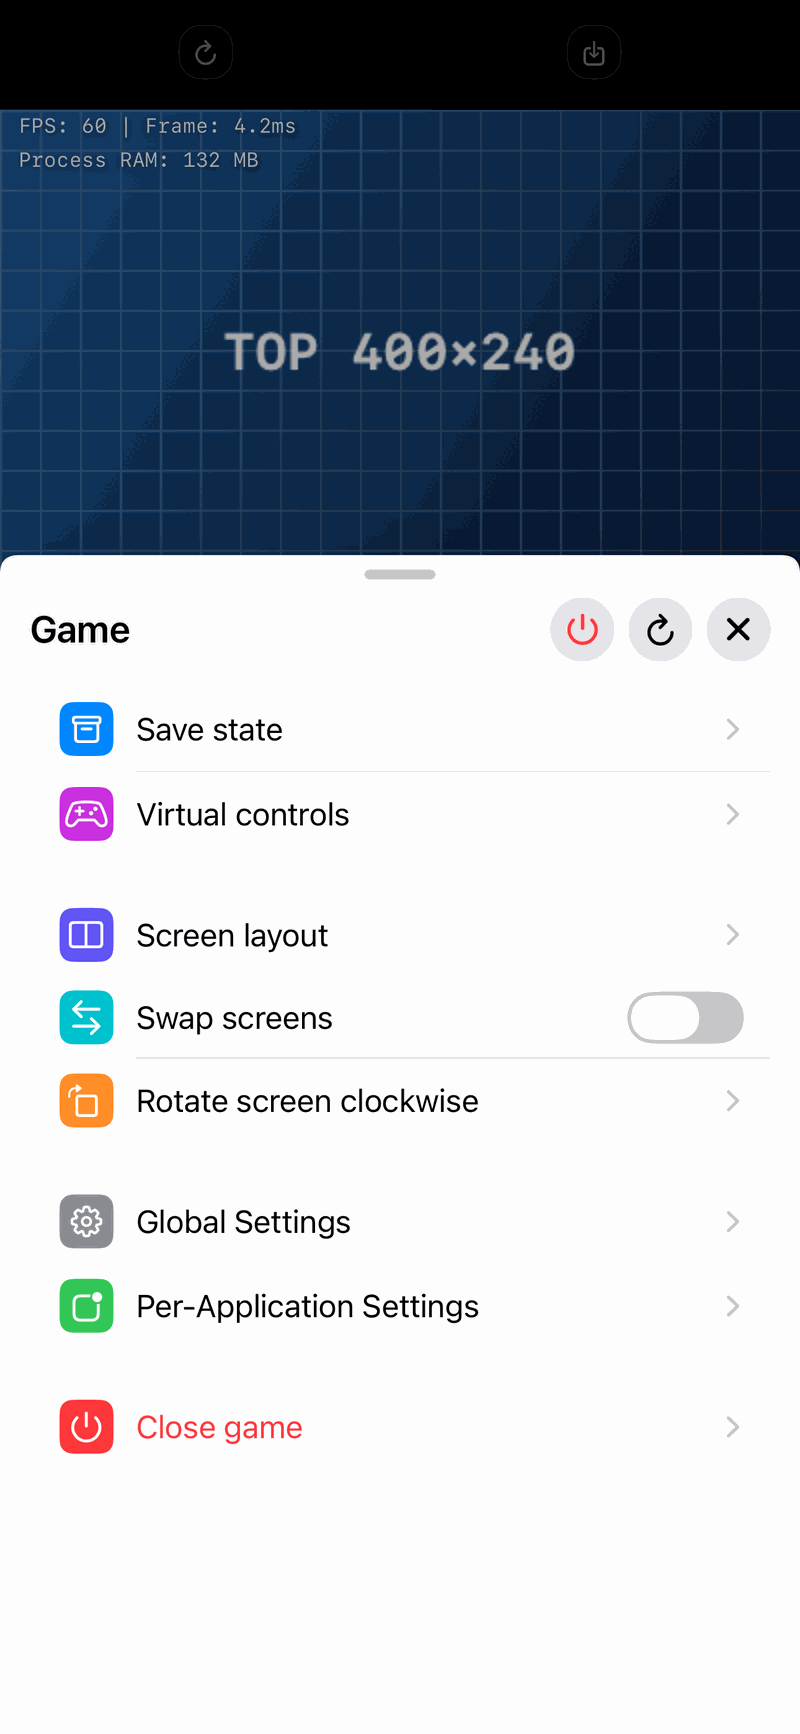 FPS: 60 | Frame: 4.2ms
Process RAM: 132 MB
TOP 400×240
Game
Save state
Virtual controls
Screen layout
Swap screens
Rotate screen clockwise
Global Settings
Per-Application Settings
Close game